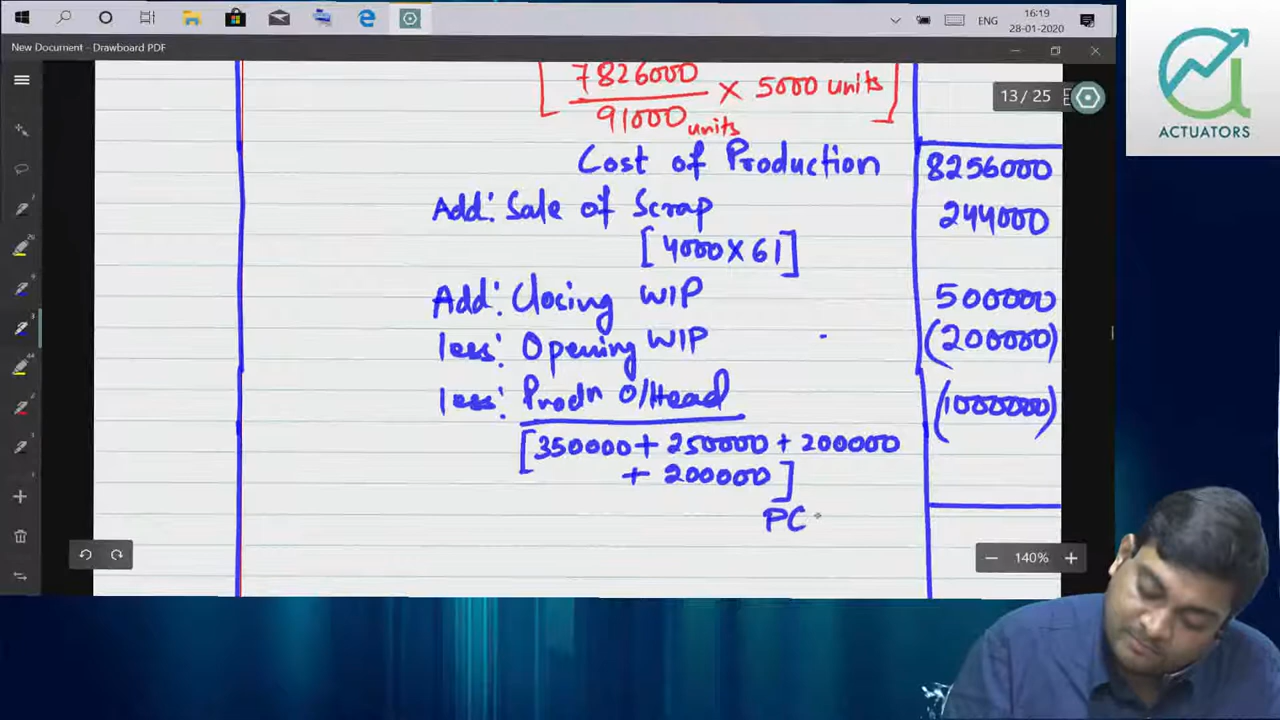 16:19
ENG
28-01-2020
New Document - Drawboard PDF
13 / 25
ACTUATORS
[7826000 / 91000 units × 5000 units]
Cost of Production 8256000
Add: Sale of Scrap 244000
[4000 × 61]
Add: Closing WIP 500000
less: Opening WIP (200000)
less: Prodn O/Head (1000000)
[350000 + 250000 + 200000
+ 200000]
PC
140%